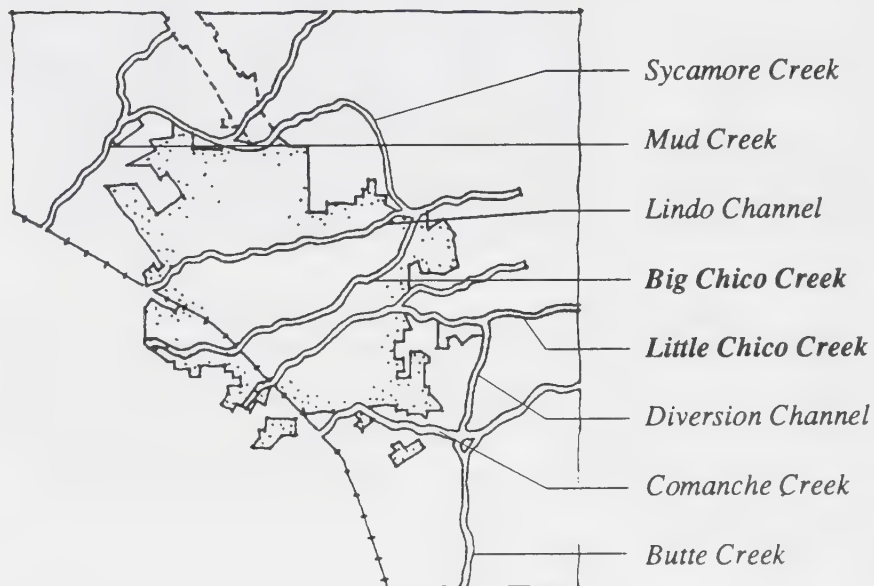 Sycamore Creek
Mud Creek
Lindo Channel
Big Chico Creek
Little Chico Creek
Diversion Channel
Comanche Creek
Butte Creek